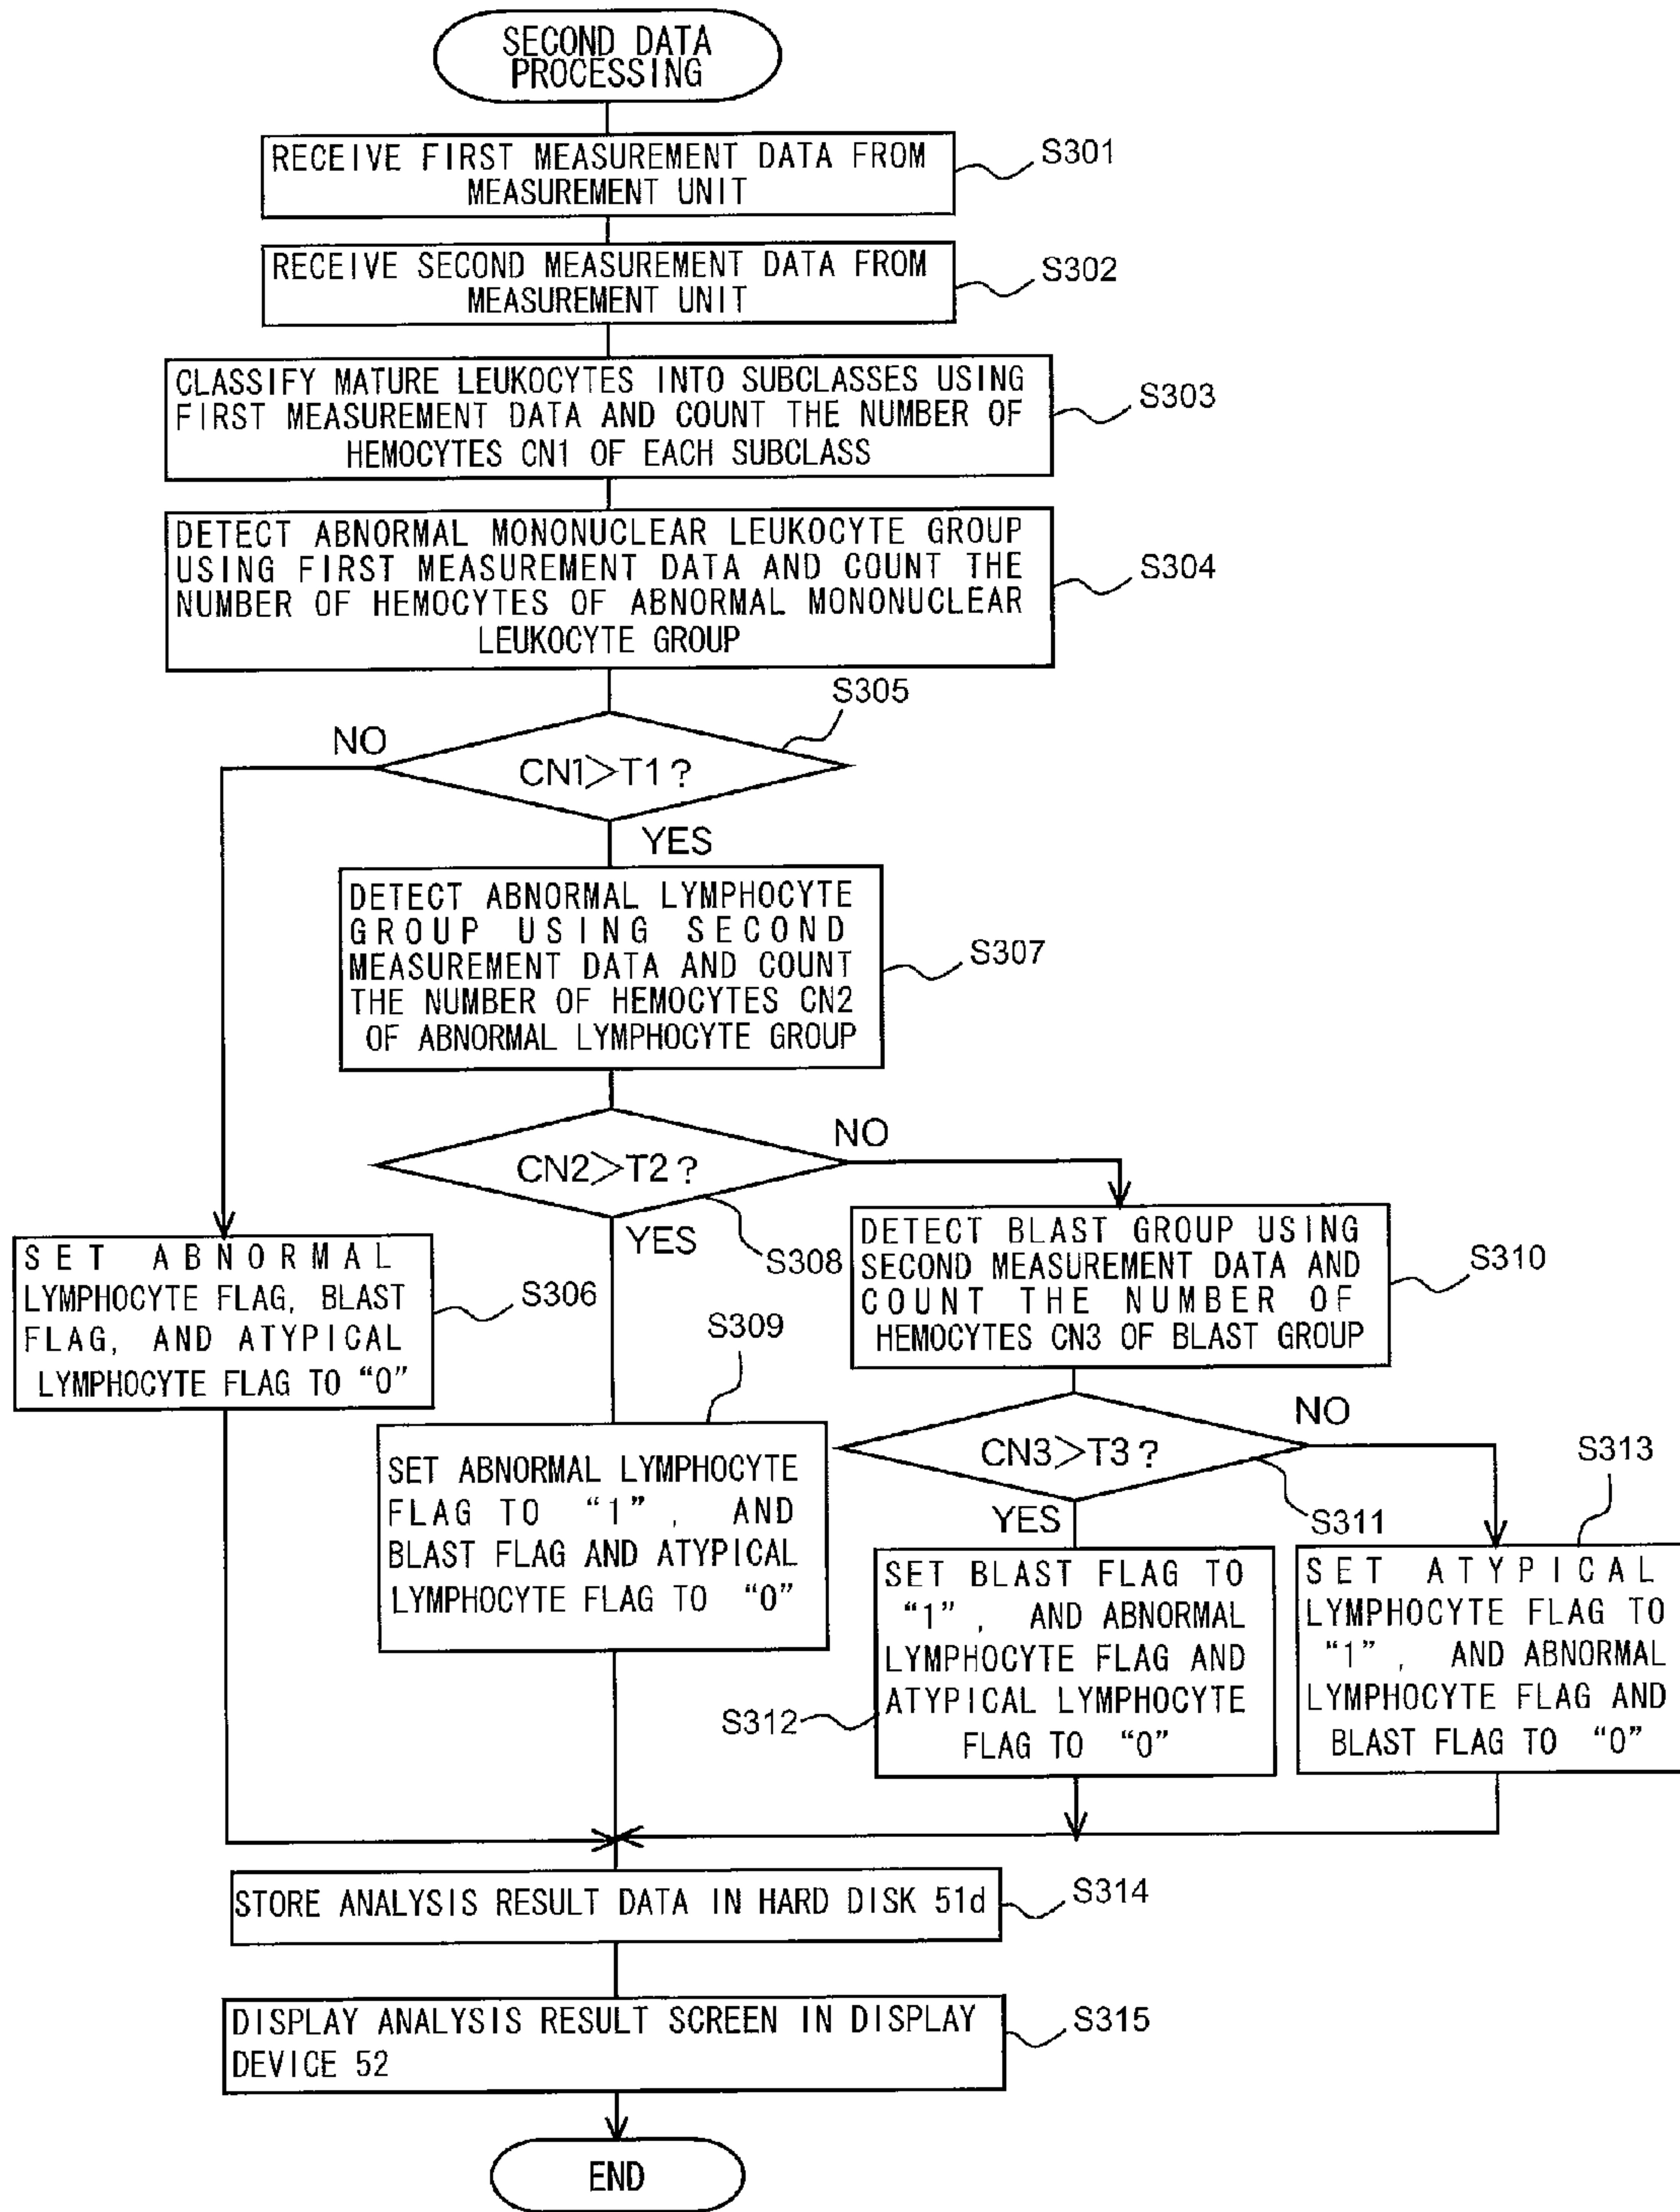 SECOND DATA
PROCESSING
RECEIVE FIRST MEASUREMENT DATA FROM
MEASUREMENT UNIT
S301
RECEIVE SECOND MEASUREMENT DATA FROM
MEASUREMENT UNIT
S302
CLASSIFY MATURE LEUKOCYTES INTO SUBCLASSES USING
FIRST MEASUREMENT DATA AND COUNT THE NUMBER OF
HEMOCYTES CN1 OF EACH SUBCLASS
S303
DETECT ABNORMAL MONONUCLEAR LEUKOCYTE GROUP
USING FIRST MEASUREMENT DATA AND COUNT THE
NUMBER OF HEMOCYTES OF ABNORMAL MONONUCLEAR
LEUKOCYTE GROUP
S304
S305
NO
CN1>T1?
YES
DETECT ABNORMAL LYMPHOCYTE
GROUP USING SECOND
MEASUREMENT DATA AND COUNT
THE NUMBER OF HEMOCYTES CN2
OF ABNORMAL LYMPHOCYTE GROUP
S307
NO
CN2>T2?
YES
S308
SET ABNORMAL
LYMPHOCYTE FLAG, BLAST
FLAG, AND ATYPICAL
LYMPHOCYTE FLAG TO “0”
S306
DETECT BLAST GROUP USING
SECOND MEASUREMENT DATA AND
COUNT THE NUMBER OF
HEMOCYTES CN3 OF BLAST GROUP
S310
S309
SET ABNORMAL LYMPHOCYTE
FLAG TO “1”, AND
BLAST FLAG AND ATYPICAL
LYMPHOCYTE FLAG TO “0”
NO
CN3>T3?
YES
S311
S313
SET BLAST FLAG TO
“1”, AND ABNORMAL
LYMPHOCYTE FLAG AND
ATYPICAL LYMPHOCYTE
FLAG TO “0”
S312
SET ATYPICAL
LYMPHOCYTE FLAG TO
“1”, AND ABNORMAL
LYMPHOCYTE FLAG AND
BLAST FLAG TO “0”
STORE ANALYSIS RESULT DATA IN HARD DISK 51d
S314
DISPLAY ANALYSIS RESULT SCREEN IN DISPLAY
DEVICE 52
S315
END